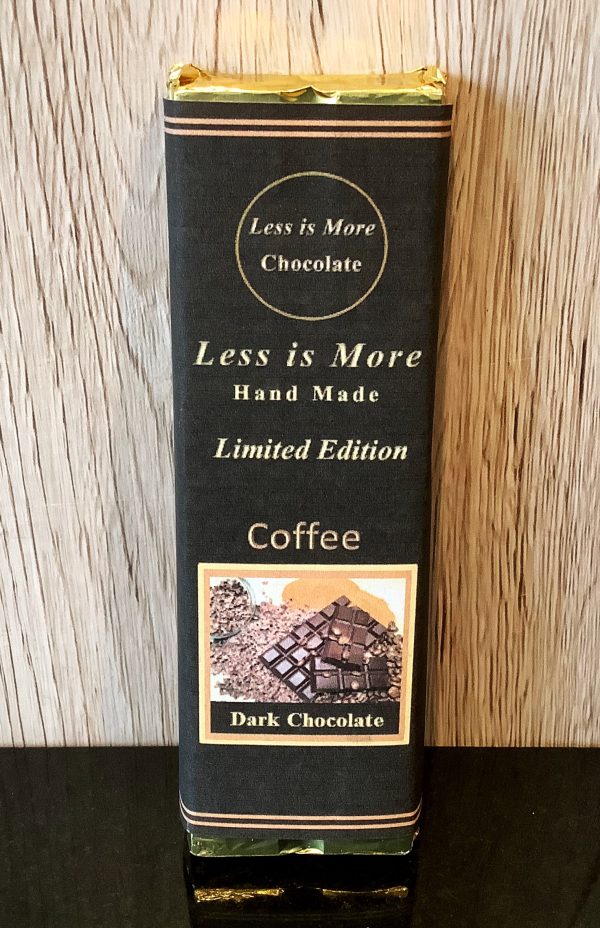 Less is More
Chocolate
Less is More
Hand Made
Limited Edition
Coffee
Dark Chocolate